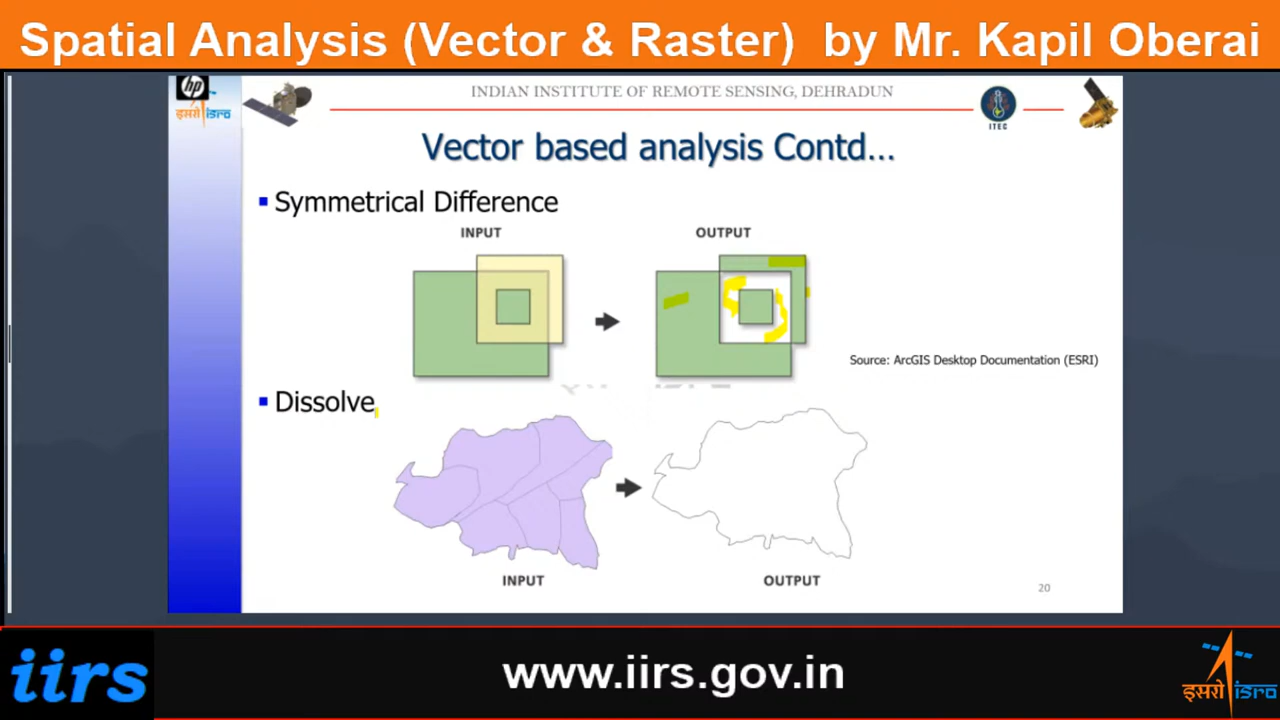 Spatial Analysis (Vector & Raster) by Mr. Kapil Oberai
hp
इसरो isro
INDIAN INSTITUTE OF REMOTE SENSING, DEHRADUN
ITEC
Vector based analysis Contd...
Symmetrical Difference
INPUT
OUTPUT
Source: ArcGIS Desktop Documentation (ESRI)
Dissolve
INPUT
OUTPUT
20
iirs
www.iirs.gov.in
इसरो isro